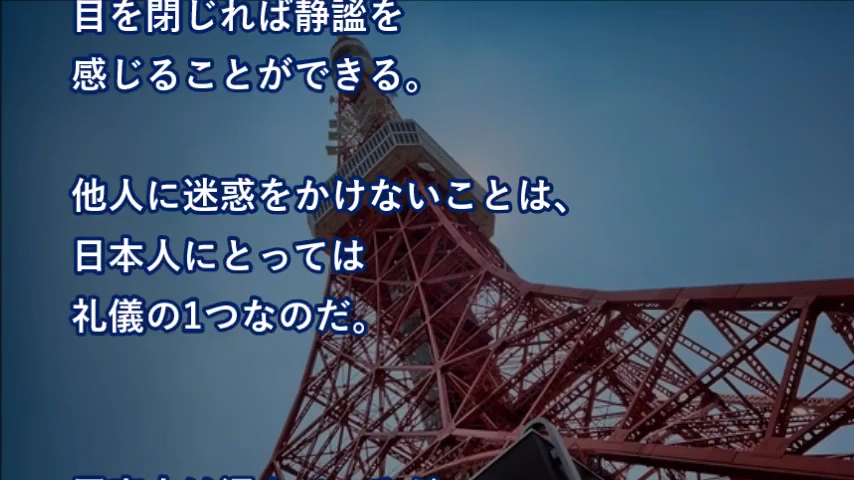 目を閉じれば静謐を
感じることができる。
他人に迷惑をかけないことは、
日本人にとっては
礼儀の1つなのだ。